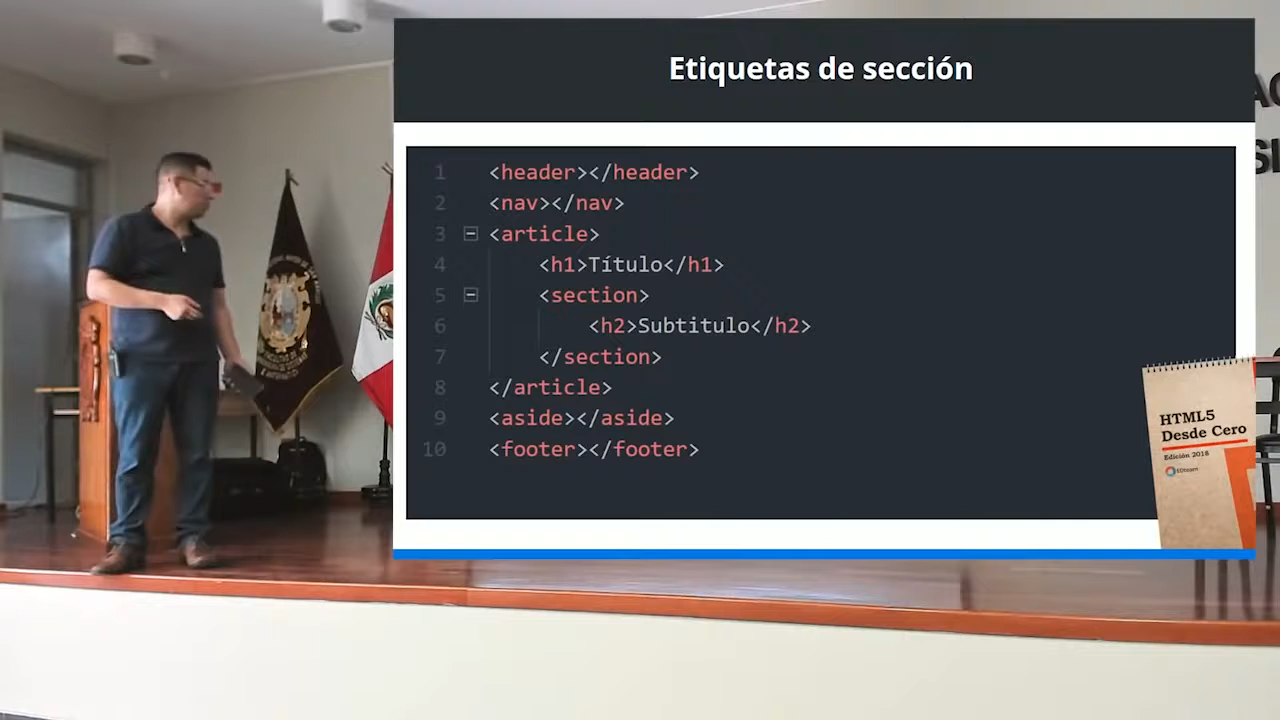 Etiquetas de sección
1 <header></header>
2 <nav></nav>
3 <article>
4 <h1>Título</h1>
5 <section>
6 <h2>Subtitulo</h2>
7 </section>
8 </article>
9 <aside></aside>
10 <footer></footer>
HTML5
Desde Cero
Edición 2018
EDteam